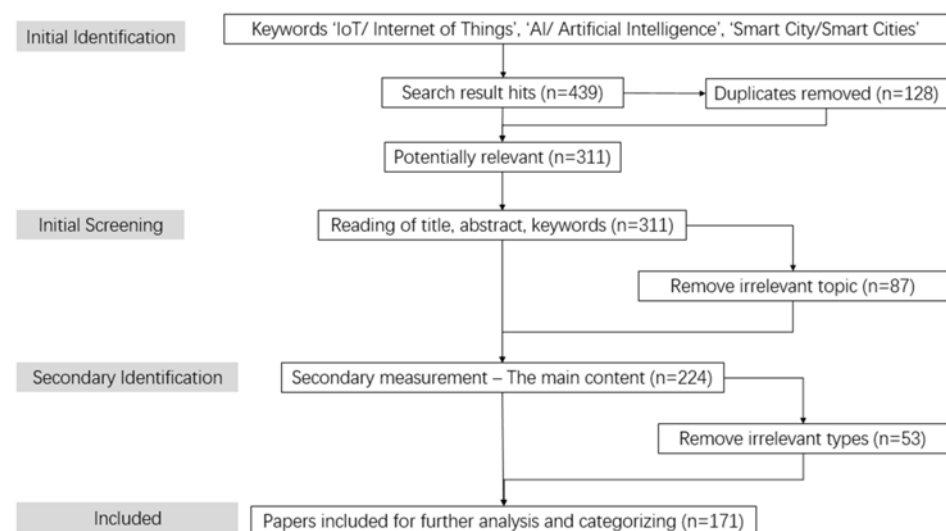 Initial Identification
Keywords ‘IoT/ Internet of Things’, ‘AI/ Artificial Intelligence’, ‘Smart City/Smart Cities’
Search result hits (n=439)
Duplicates removed (n=128)
Potentially relevant (n=311)
Initial Screening
Reading of title, abstract, keywords (n=311)
Remove irrelevant topic (n=87)
Secondary Identification
Secondary measurement – The main content (n=224)
Remove irrelevant types (n=53)
Included
Papers included for further analysis and categorizing (n=171)